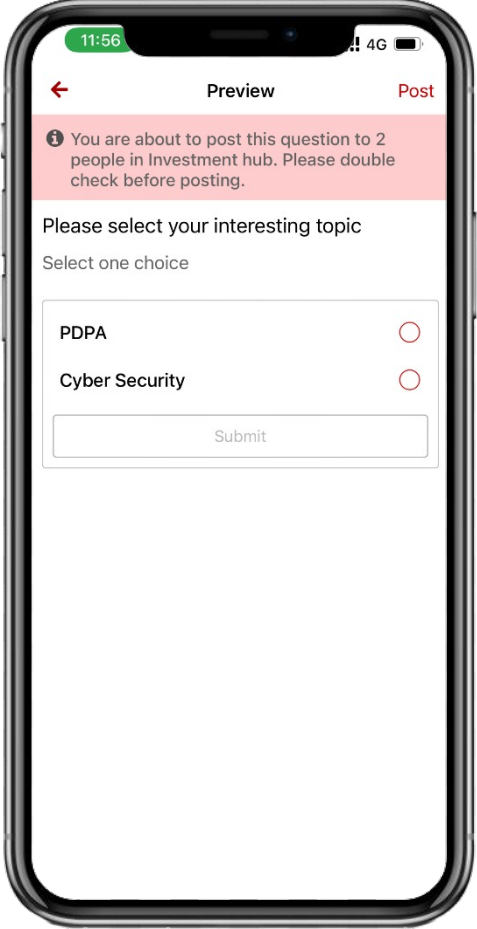 11:56
4G
Preview
Post
You are about to post this question to 2
people in Investment hub. Please double
check before posting.
Please select your interesting topic
Select one choice
PDPA
Cyber Security
Submit